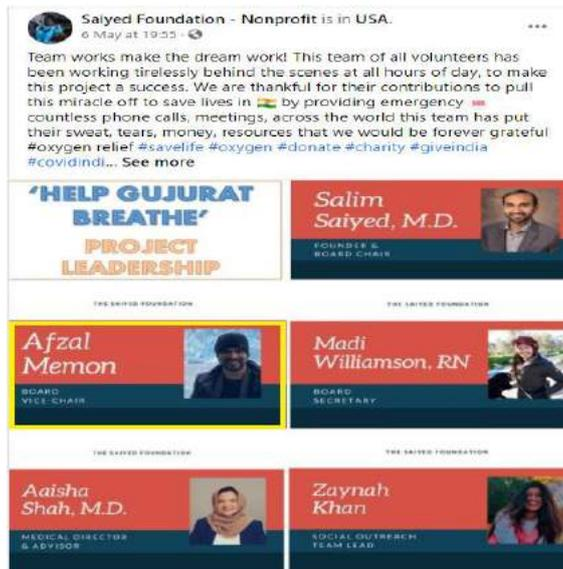 Saiyed Foundation - Nonprofit is in USA.
6 May at 19:55 ·
Team works make the dream work! This team of all volunteers has
been working tirelessly behind the scenes at all hours of day, to make
this project a success. We are thankful for their contributions to pull
this miracle off to save lives in 🇮🇳 by providing emergency
countless phone calls, meetings, across the world this team has put
their sweat, tears, money, resources that we would be forever grateful
#oxygen relief #savelife #oxygen #donate #charity #giveindia
#covidindi... See more
'HELP GUJURAT
BREATHE'
PROJECT
LEADERSHIP
THE SAIYED FOUNDATION
Salim
Saiyed, M.D.
FOUNDER &
BOARD CHAIR
THE SAIYED FOUNDATION
Afzal
Memon
BOARD
VICE-CHAIR
THE SAIYED FOUNDATION
Madi
Williamson, RN
BOARD
SECRETARY
THE SAIYED FOUNDATION
Aaisha
Shah, M.D.
MEDICAL DIRECTOR
& ADVISOR
Zaynah
Khan
SOCIAL OUTREACH
TEAM LEAD